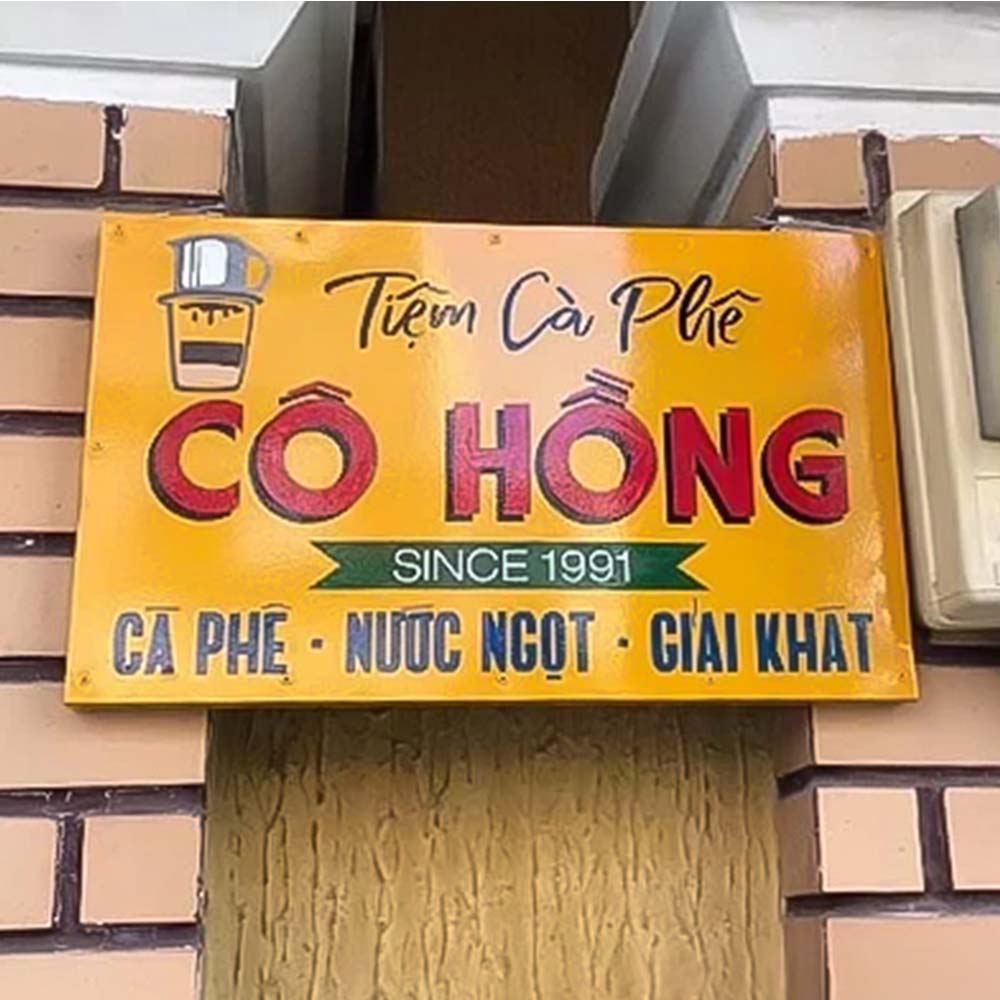 Tiệm Cà Phê
CÔ HỒNG
SINCE 1991
CÀ PHÊ · NƯỚC NGỌT · GIẢI KHÁT